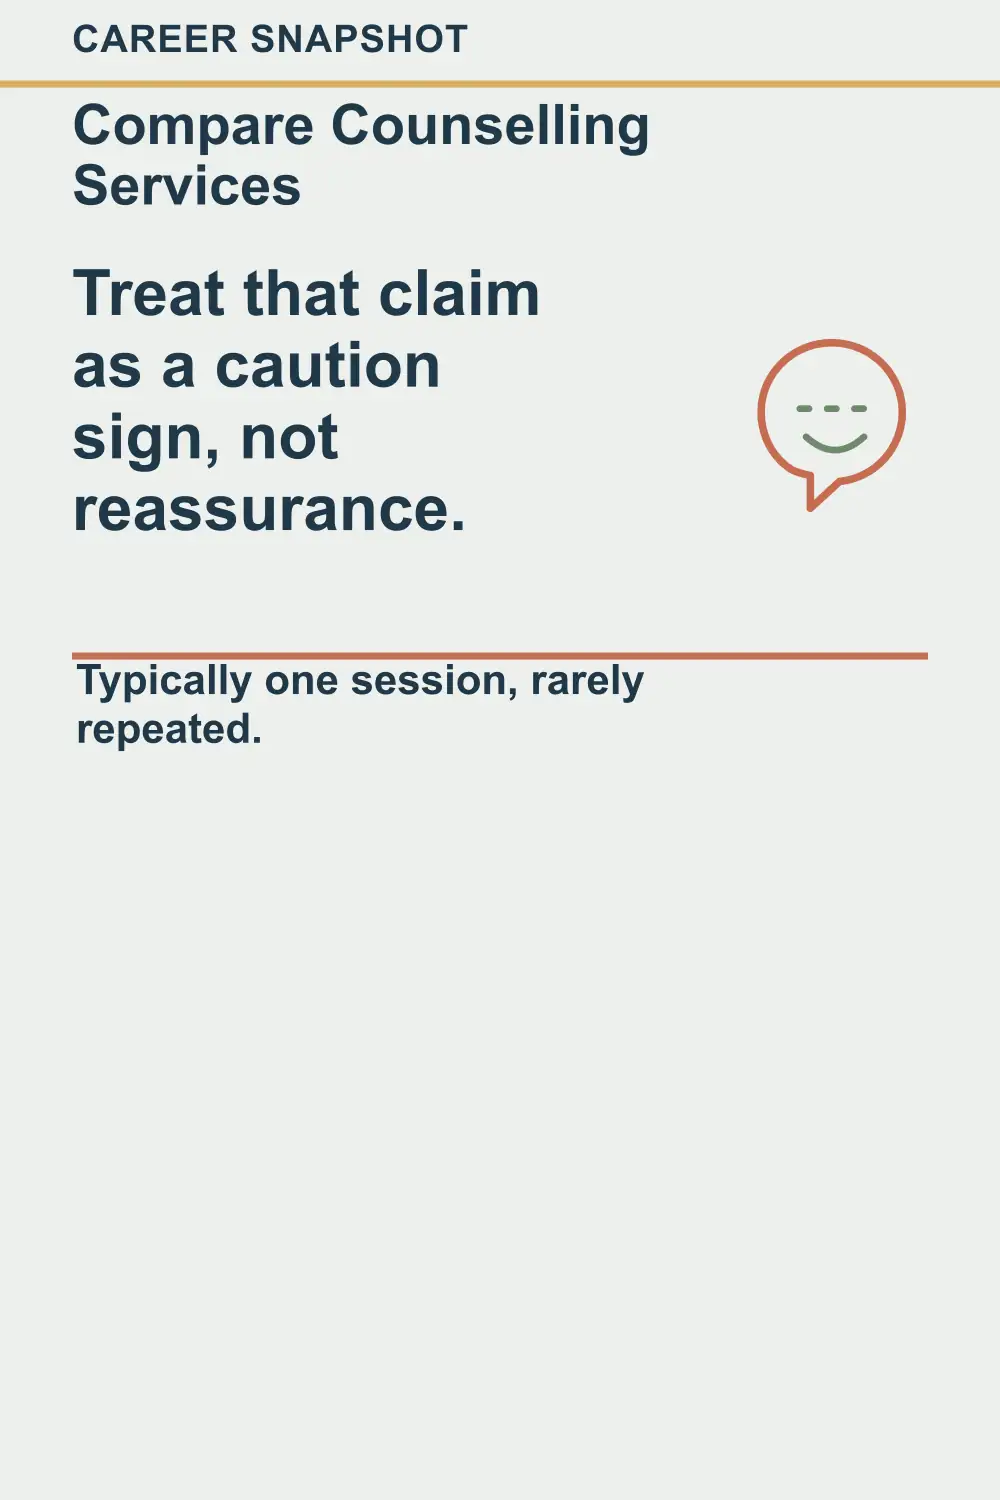 CAREER SNAPSHOT
Compare Counselling
Services
Treat that claim
as a caution
sign, not
reassurance.
Typically one session, rarely
repeated.